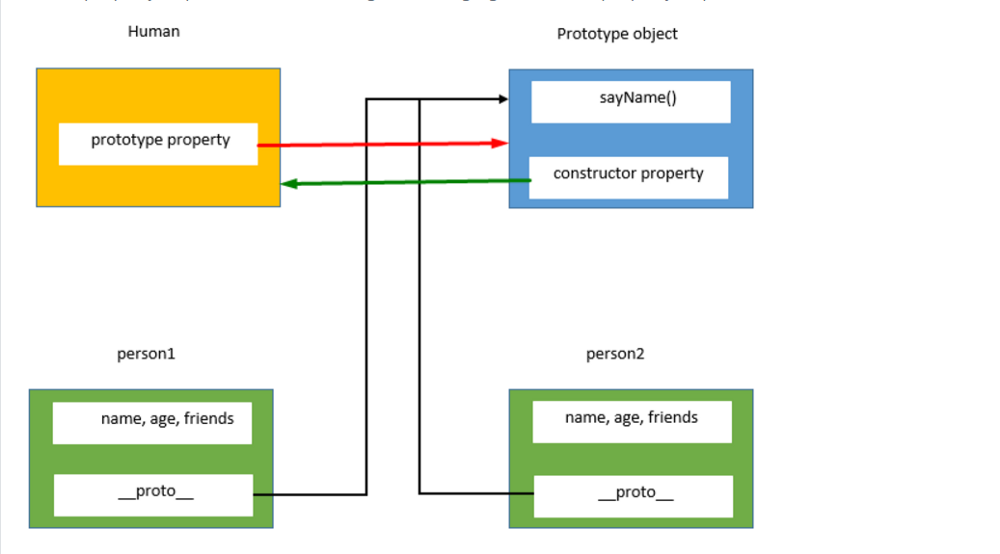 Human
Prototype object
sayName()
prototype property
constructor property
person1
person2
name, age, friends
name, age, friends
__proto__
__proto__